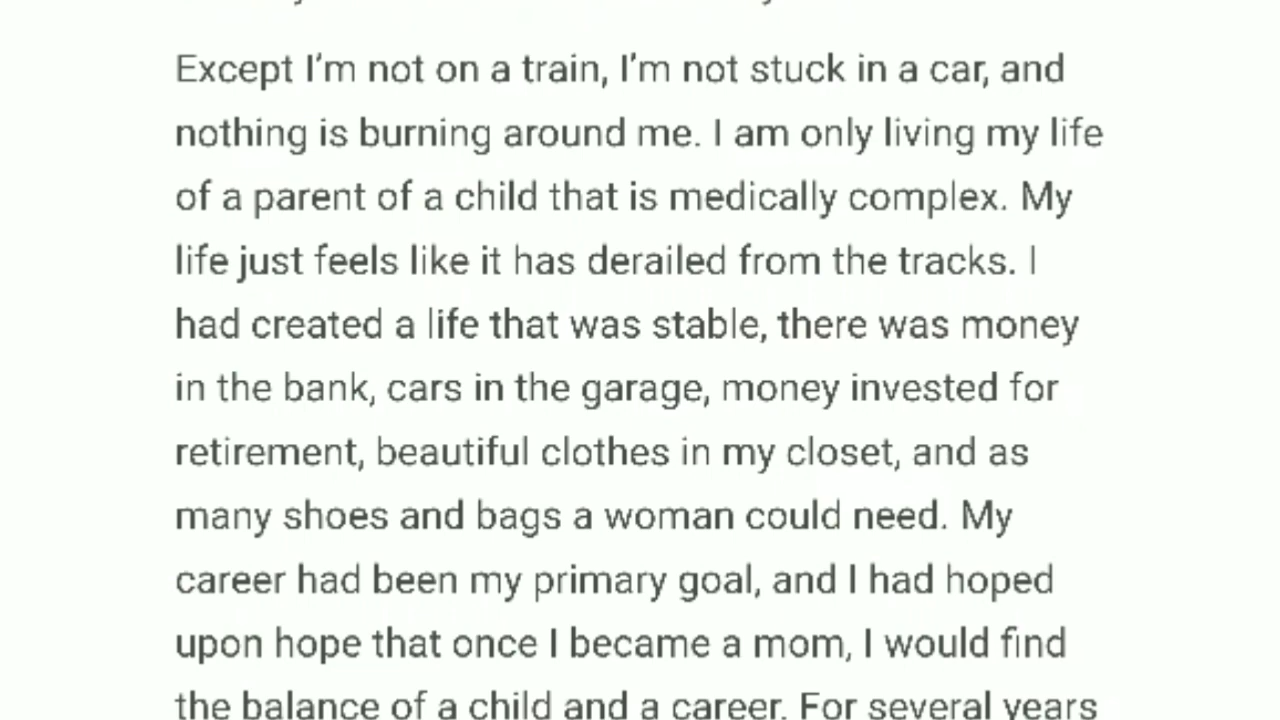 Except I'm not on a train, I'm not stuck in a car, and
nothing is burning around me. I am only living my life
of a parent of a child that is medically complex. My
life just feels like it has derailed from the tracks. I
had created a life that was stable, there was money
in the bank, cars in the garage, money invested for
retirement, beautiful clothes in my closet, and as
many shoes and bags a woman could need. My
career had been my primary goal, and I had hoped
upon hope that once I became a mom, I would find
the balance of a child and a career. For several years